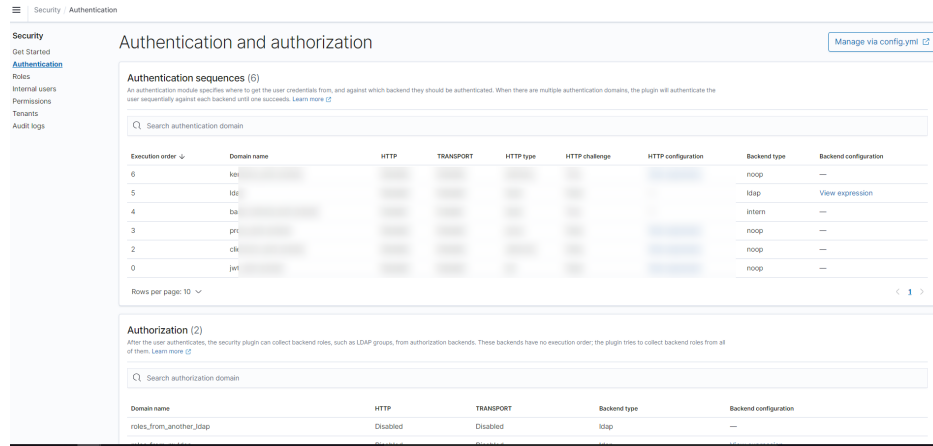 Security / Authentication
Security
Get Started
Authentication
Roles
Internal users
Permissions
Tenants
Audit logs
Authentication and authorization
Manage via config.yml
Authentication sequences (6)
An authentication module specifies where to get the user credentials from, and against which backend they should be authenticated. When there are multiple authentication domains, the plugin will authenticate the
user sequentially against each backend until one succeeds. Learn more
Search authentication domain
Execution order Domain name HTTP TRANSPORT HTTP type HTTP challenge HTTP configuration Backend type Backend configuration
6 noop —
5 ldap View expression
4 intern —
3 noop —
2 noop —
0 noop —
Rows per page: 10
< 1 >
Authorization (2)
After the user authenticates, the security plugin can collect backend roles, such as LDAP groups, from authorization backends. These backends have no execution order; the plugin tries to collect backend roles from all
of them. Learn more
Search authorization domain
Domain name HTTP TRANSPORT Backend type Backend configuration
roles_from_another_ldap Disabled Disabled ldap —